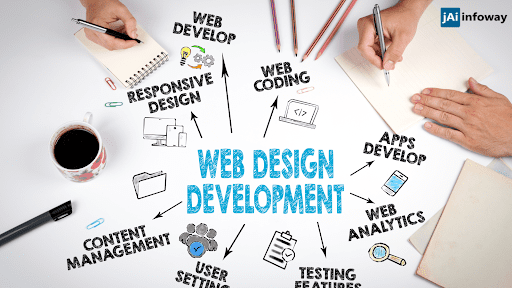 jAi infoway
WEB
DEVELOP
RESPONSIVE
DESIGN
WEB
CODING
</>
WEB DESIGN
DEVELOPMENT
APPS
DEVELOP
WEB
ANALYTICS
CONTENT
MANAGEMENT
USER
SETTING
TESTING
FEATURES